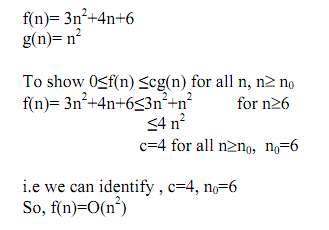 f(n)= 3n²+4n+6
g(n)= n²
To show 0≤f(n) ≤cg(n) for all n, n≥ n₀
f(n)= 3n²+4n+6≤3n²+n² for n≥6
≤4 n²
c=4 for all n≥n₀, n₀=6
i.e we can identify , c=4, n₀=6
So, f(n)=O(n²)